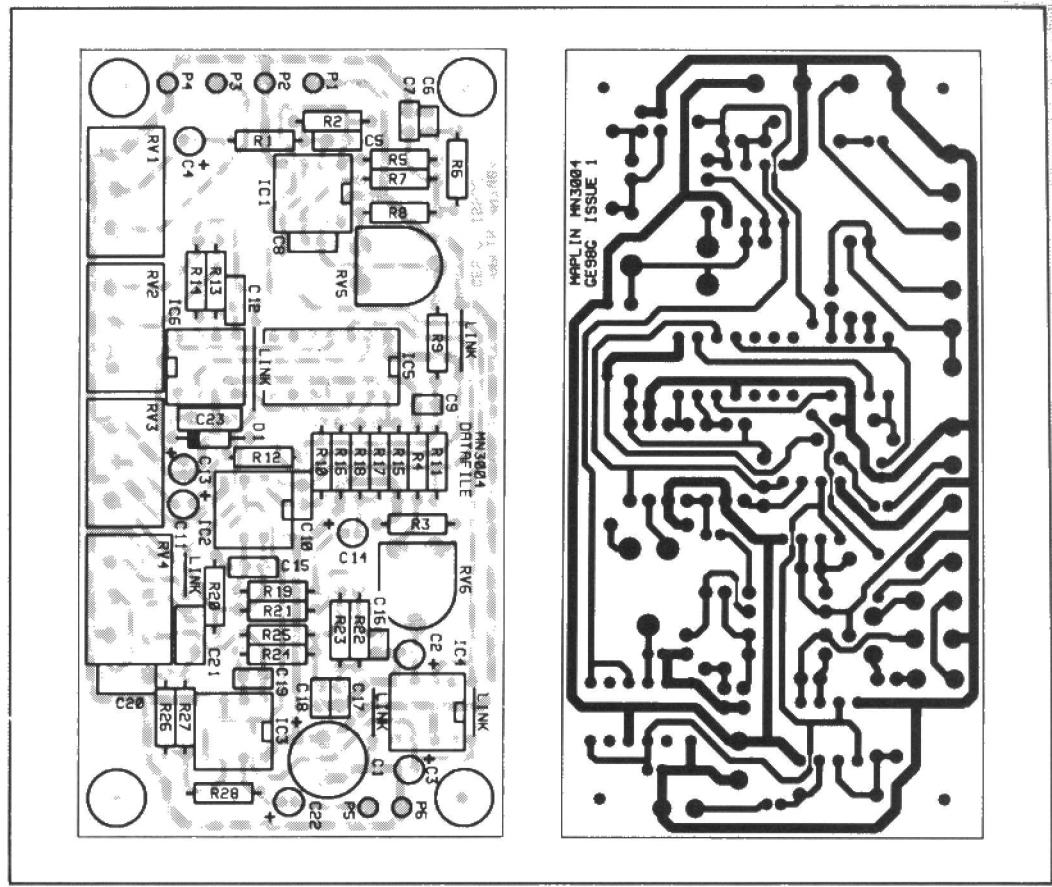 P4
P3
P2
P1
C7
C6
RV1
C4
R1
R2
C5
IC1
R5
R7
R6
R8
C8
RV5
RV2
R14
R13
C12
IC6
LINK
IC5
R9
LINK
C9
RV3
C23
D1
C13
R12
R10
R16
R18
R17
R15
R4
R11
MN3004
DATAFILE
C11
IC2
C10
C14
R3
RV4
LINK
R20
C15
R19
R21
R25
R24
R23
R22
C16
RV6
C2
IC4
C21
C19
C20
R26
R27
IC3
C18
C17
LINK
LINK
C1
C3
R28
C22
P5
P6
MAPLIN MN3004
GE98G ISSUE 1